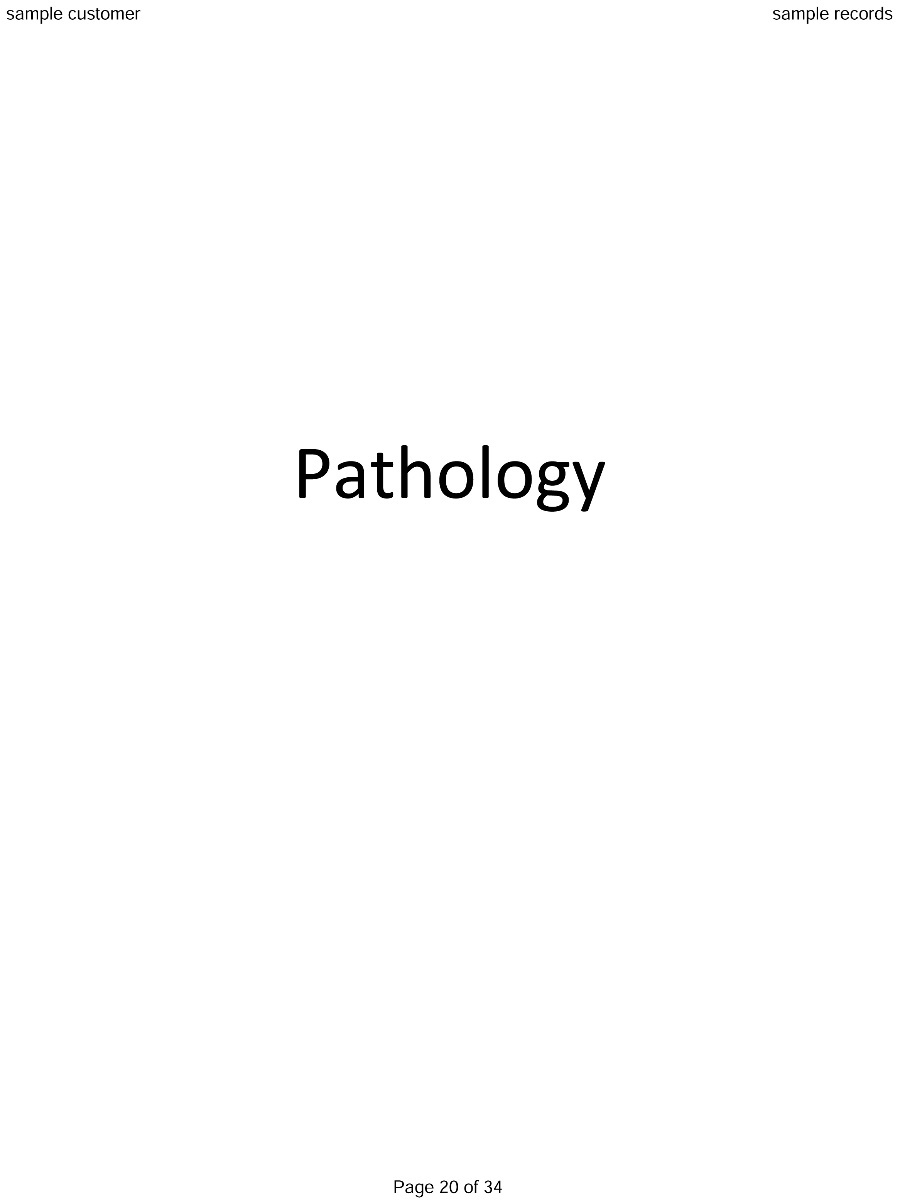 sample customer
sample records
Pathology
Page 20 of 34